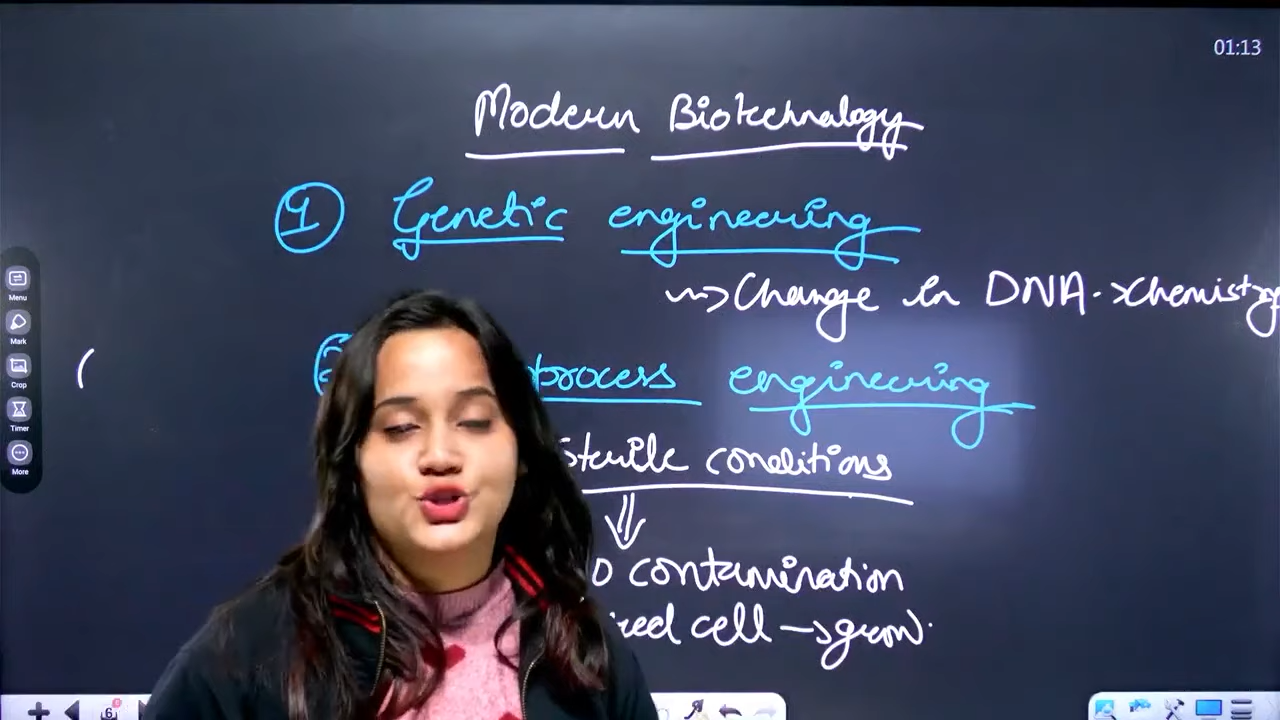 01:13
Modern Biotechnology
1 Genetic engineering
Change in DNA. chemistry
process engineering
sterile conditions
contamination
cell → grow.
Menu
Mark
Crop
Timer
More
6